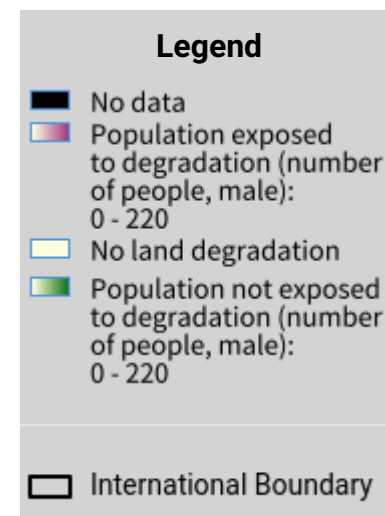 Legend
No data
Population exposed
to degradation (number
of people, male):
0 - 220
No land degradation
Population not exposed
to degradation (number
of people, male):
0 - 220
International Boundary